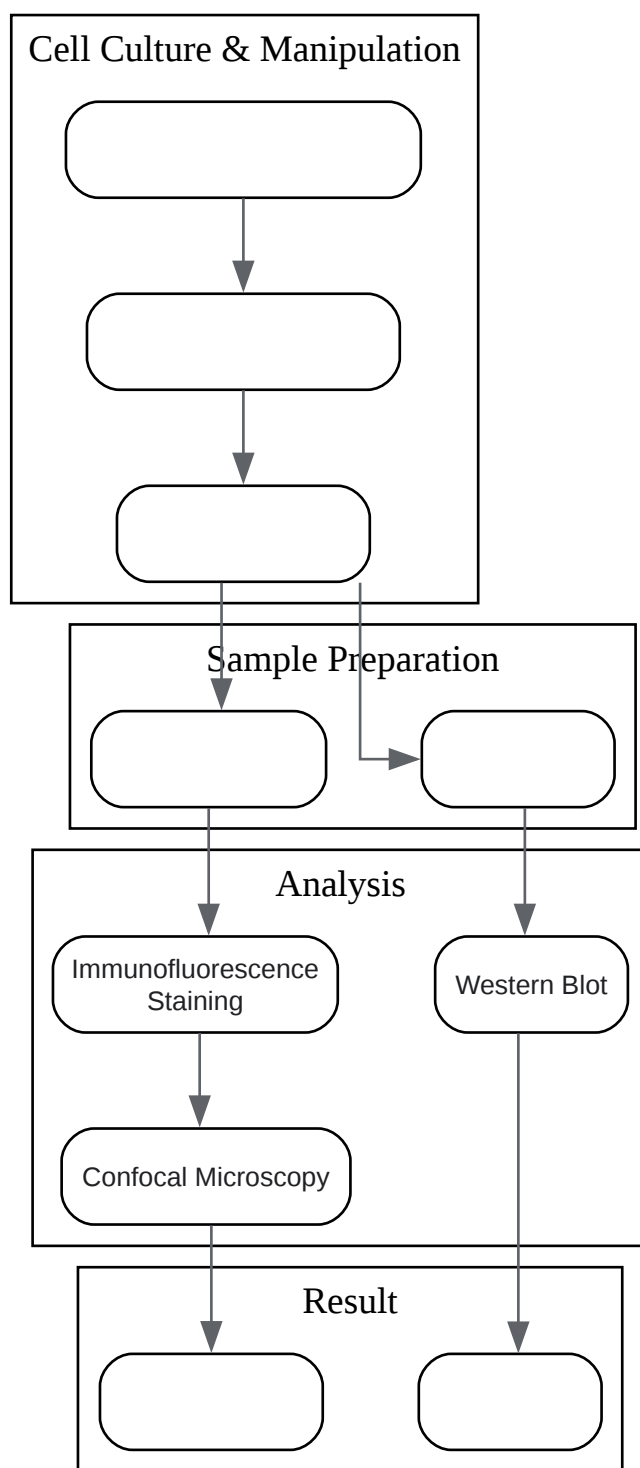 Cell Culture & Manipulation
Sample Preparation
Analysis
Immunofluorescence
Staining
Western Blot
Confocal Microscopy
Result